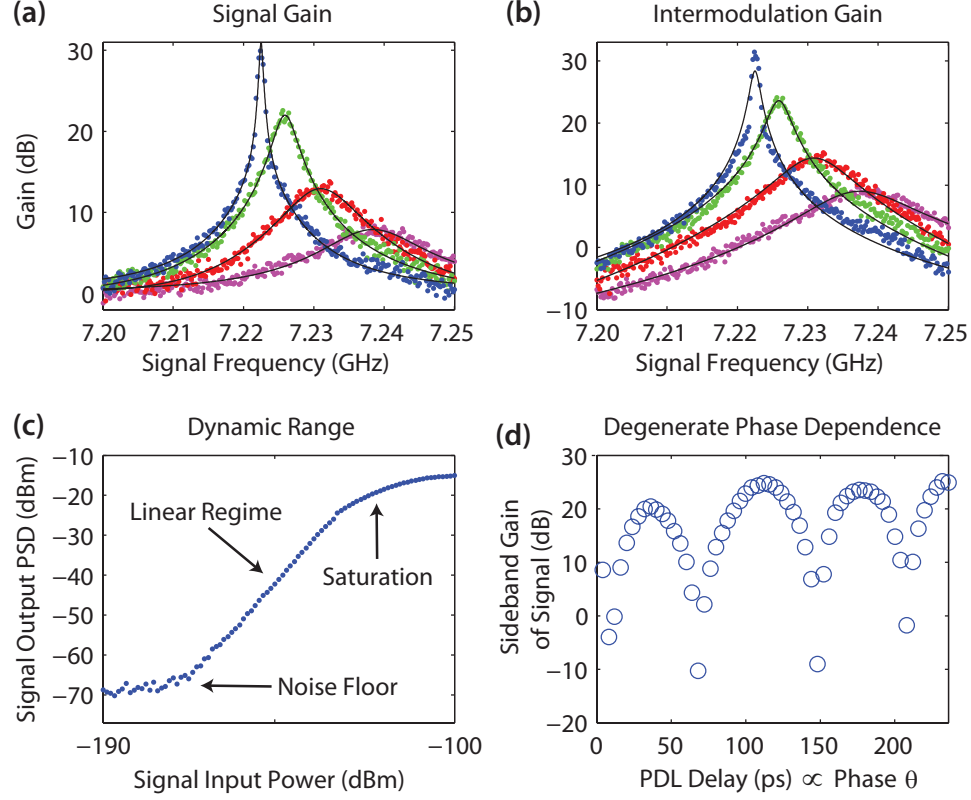 (a)
Signal Gain
Gain (dB)
30
20
10
0
7.20
7.21
7.22
7.23
7.24
7.25
Signal Frequency (GHz)
(b)
Intermodulation Gain
30
20
10
0
−10
7.20
7.21
7.22
7.23
7.24
7.25
Signal Frequency (GHz)
(c)
Dynamic Range
Signal Output PSD (dBm)
−10
−20
−30
−40
−50
−60
−70
Linear Regime
Saturation
Noise Floor
−190
−100
Signal Input Power (dBm)
(d)
Degenerate Phase Dependence
Sideband Gain
of Signal (dB)
30
20
10
0
−10
−20
0
50
100
150
200
PDL Delay (ps) ∝ Phase θ